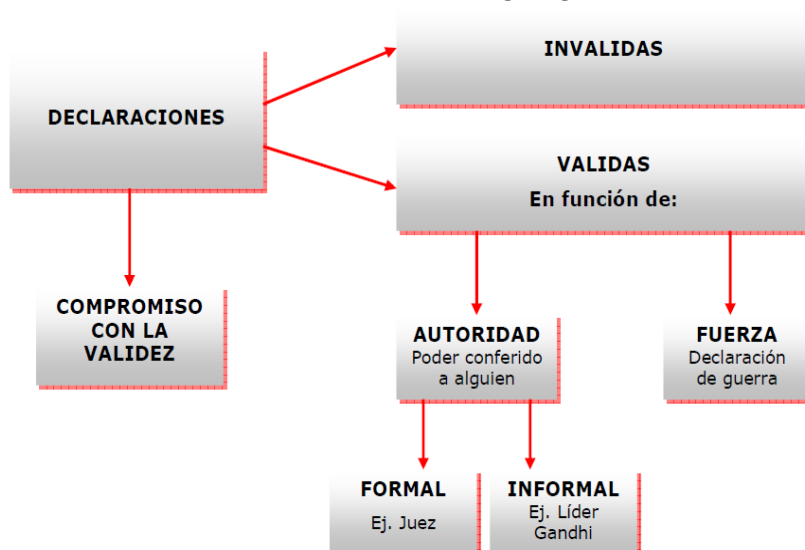 INVALIDAS
DECLARACIONES
VALIDAS
En función de:
COMPROMISO
CON LA
VALIDEZ
AUTORIDAD
Poder conferido
a alguien
FUERZA
Declaración
de guerra
FORMAL
Ej. Juez
INFORMAL
Ej. Líder
Gandhi